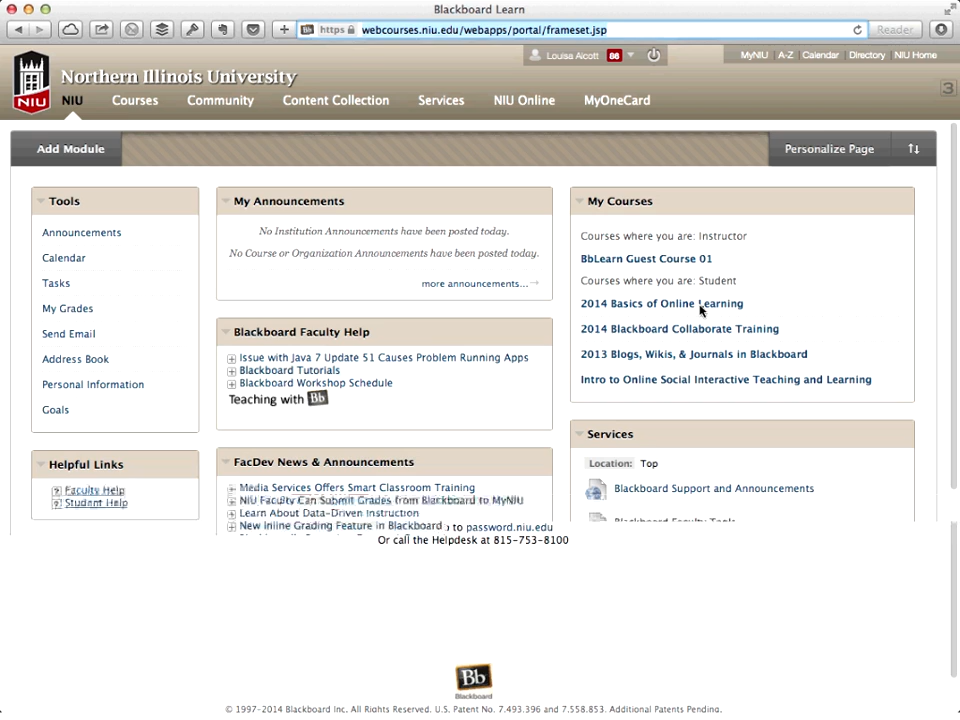 Blackboard Learn
https webcourses.niu.edu/webapps/portal/frameset.jsp
Reader
Louisa Alcott 86
MyNIU A-Z Calendar Directory NIU Home
Northern Illinois University
NIU
NIU Courses Community Content Collection Services NIU Online MyOneCard
3
Add Module
Personalize Page
Tools
Announcements
Calendar
Tasks
My Grades
Send Email
Address Book
Personal Information
Goals
Helpful Links
Faculty Help
Student Help
My Announcements
No Institution Announcements have been posted today.
No Course or Organization Announcements have been posted today.
more announcements...
Blackboard Faculty Help
Issue with Java 7 Update 51 Causes Problem Running Apps
Blackboard Tutorials
Blackboard Workshop Schedule
Teaching with Bb
FacDev News & Announcements
Media Services Offers Smart Classroom Training
NIU Faculty Can Submit Grades from Blackboard to MyNIU
Learn About Data-Driven Instruction
New Inline Grading Feature in Blackboard
to password.niu.edu
Or call the Helpdesk at 815-753-8100
My Courses
Courses where you are: Instructor
BbLearn Guest Course 01
Courses where you are: Student
2014 Basics of Online Learning
2014 Blackboard Collaborate Training
2013 Blogs, Wikis, & Journals in Blackboard
Intro to Online Social Interactive Teaching and Learning
Services
Location: Top
Blackboard Support and Announcements
Blackboard Faculty Tools
Bb
Blackboard
© 1997-2014 Blackboard Inc. All Rights Reserved. U.S. Patent No. 7,493,396 and 7,558,853. Additional Patents Pending.